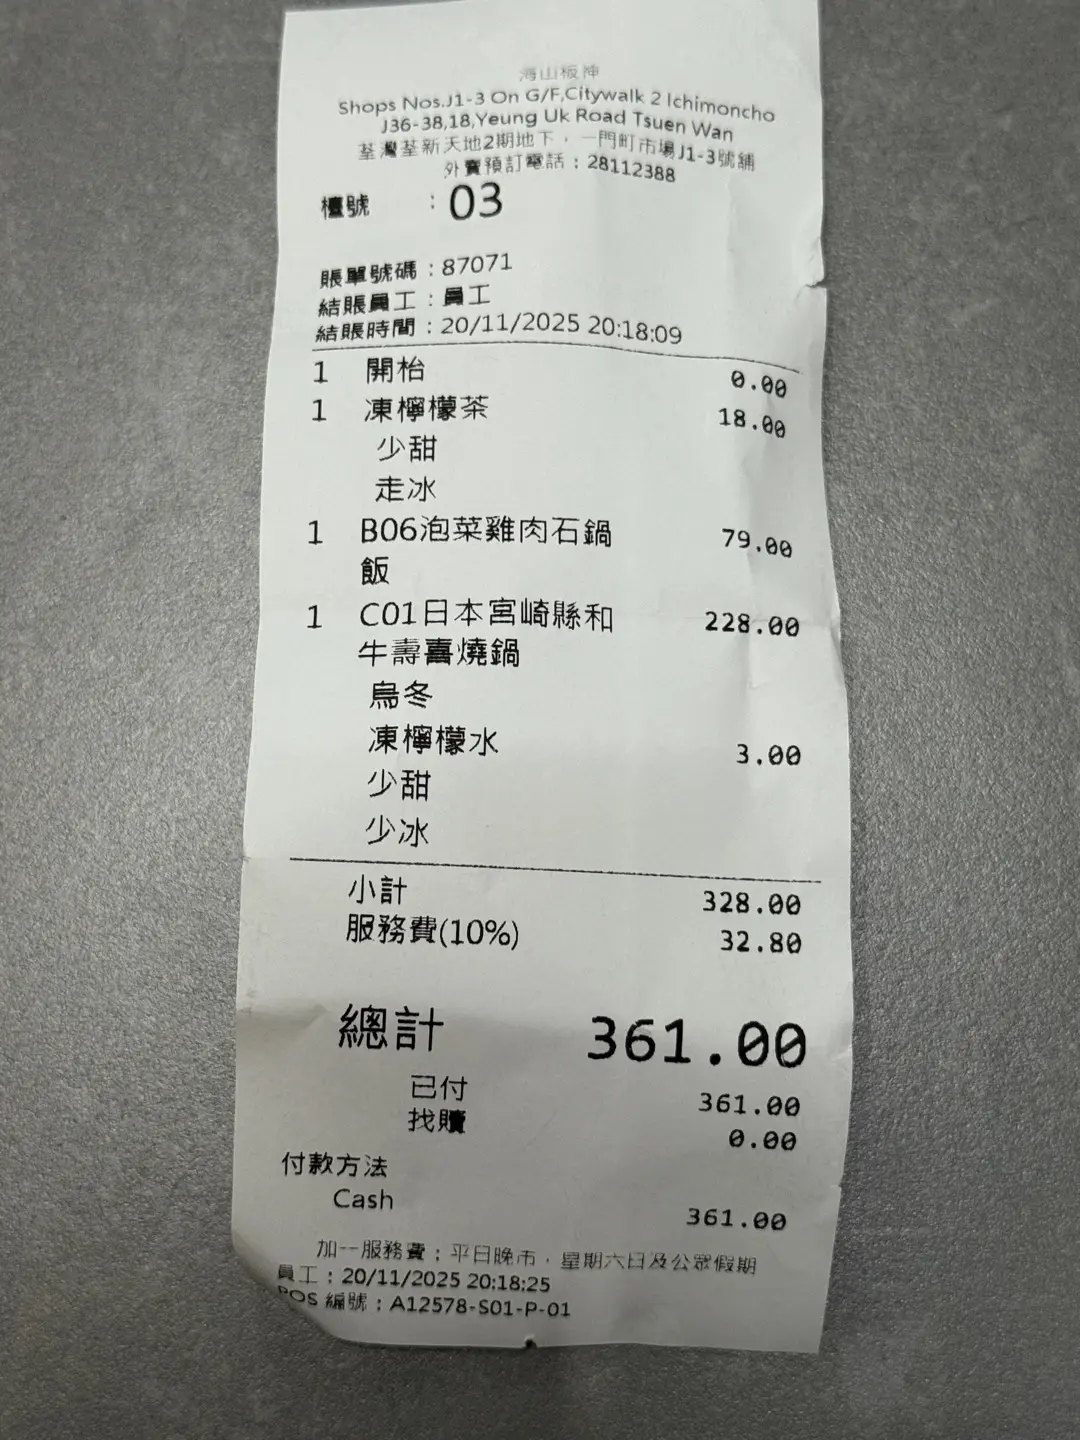 海山板神
Shops Nos.J1-3 On G/F,Citywalk 2 Ichimoncho
J36-38,18,Yeung Uk Road Tsuen Wan
荃灣荃新天地2期地下，一門町市場J1-3號舖
外賣預訂電話：28112388
檯號 ：03
賬單號碼：87071
結賬員工：員工
結賬時間：20/11/2025 20:18:09
1 開枱 0.00
1 凍檸檬茶 18.00
少甜
走冰
1 B06泡菜雞肉石鍋 79.00
飯
1 C01日本宮崎縣和 228.00
牛壽喜燒鍋
烏冬
凍檸檬水 3.00
少甜
少冰
小計 328.00
服務費(10%) 32.80
總計 361.00
已付 361.00
找贖 0.00
付款方法
Cash 361.00
加一服務費；平日晚市，星期六日及公眾假期
員工：20/11/2025 20:18:25
POS 編號；A12578-S01-P-01